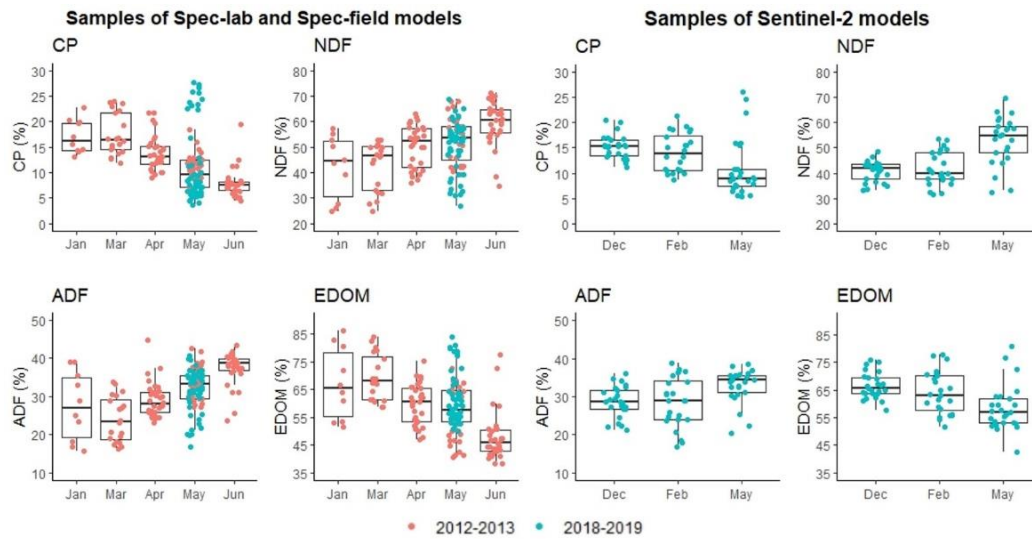 Samples of Spec-lab and Spec-field models
Samples of Sentinel-2 models
CP
NDF
CP
NDF
CP (%)
30
25
20
15
10
5
0
Jan Mar Apr May Jun
NDF (%)
80
70
60
50
40
30
20
Jan Mar Apr May Jun
CP (%)
30
25
20
15
10
5
0
Dec Feb May
NDF (%)
80
70
60
50
40
30
20
Dec Feb May
ADF
EDOM
ADF
EDOM
ADF (%)
50
40
30
20
10
Jan Mar Apr May Jun
EDOM (%)
85
75
65
55
45
35
Jan Mar Apr May Jun
ADF (%)
50
40
30
20
10
Dec Feb May
EDOM (%)
85
75
65
55
45
35
Dec Feb May
2012-2013 2018-2019